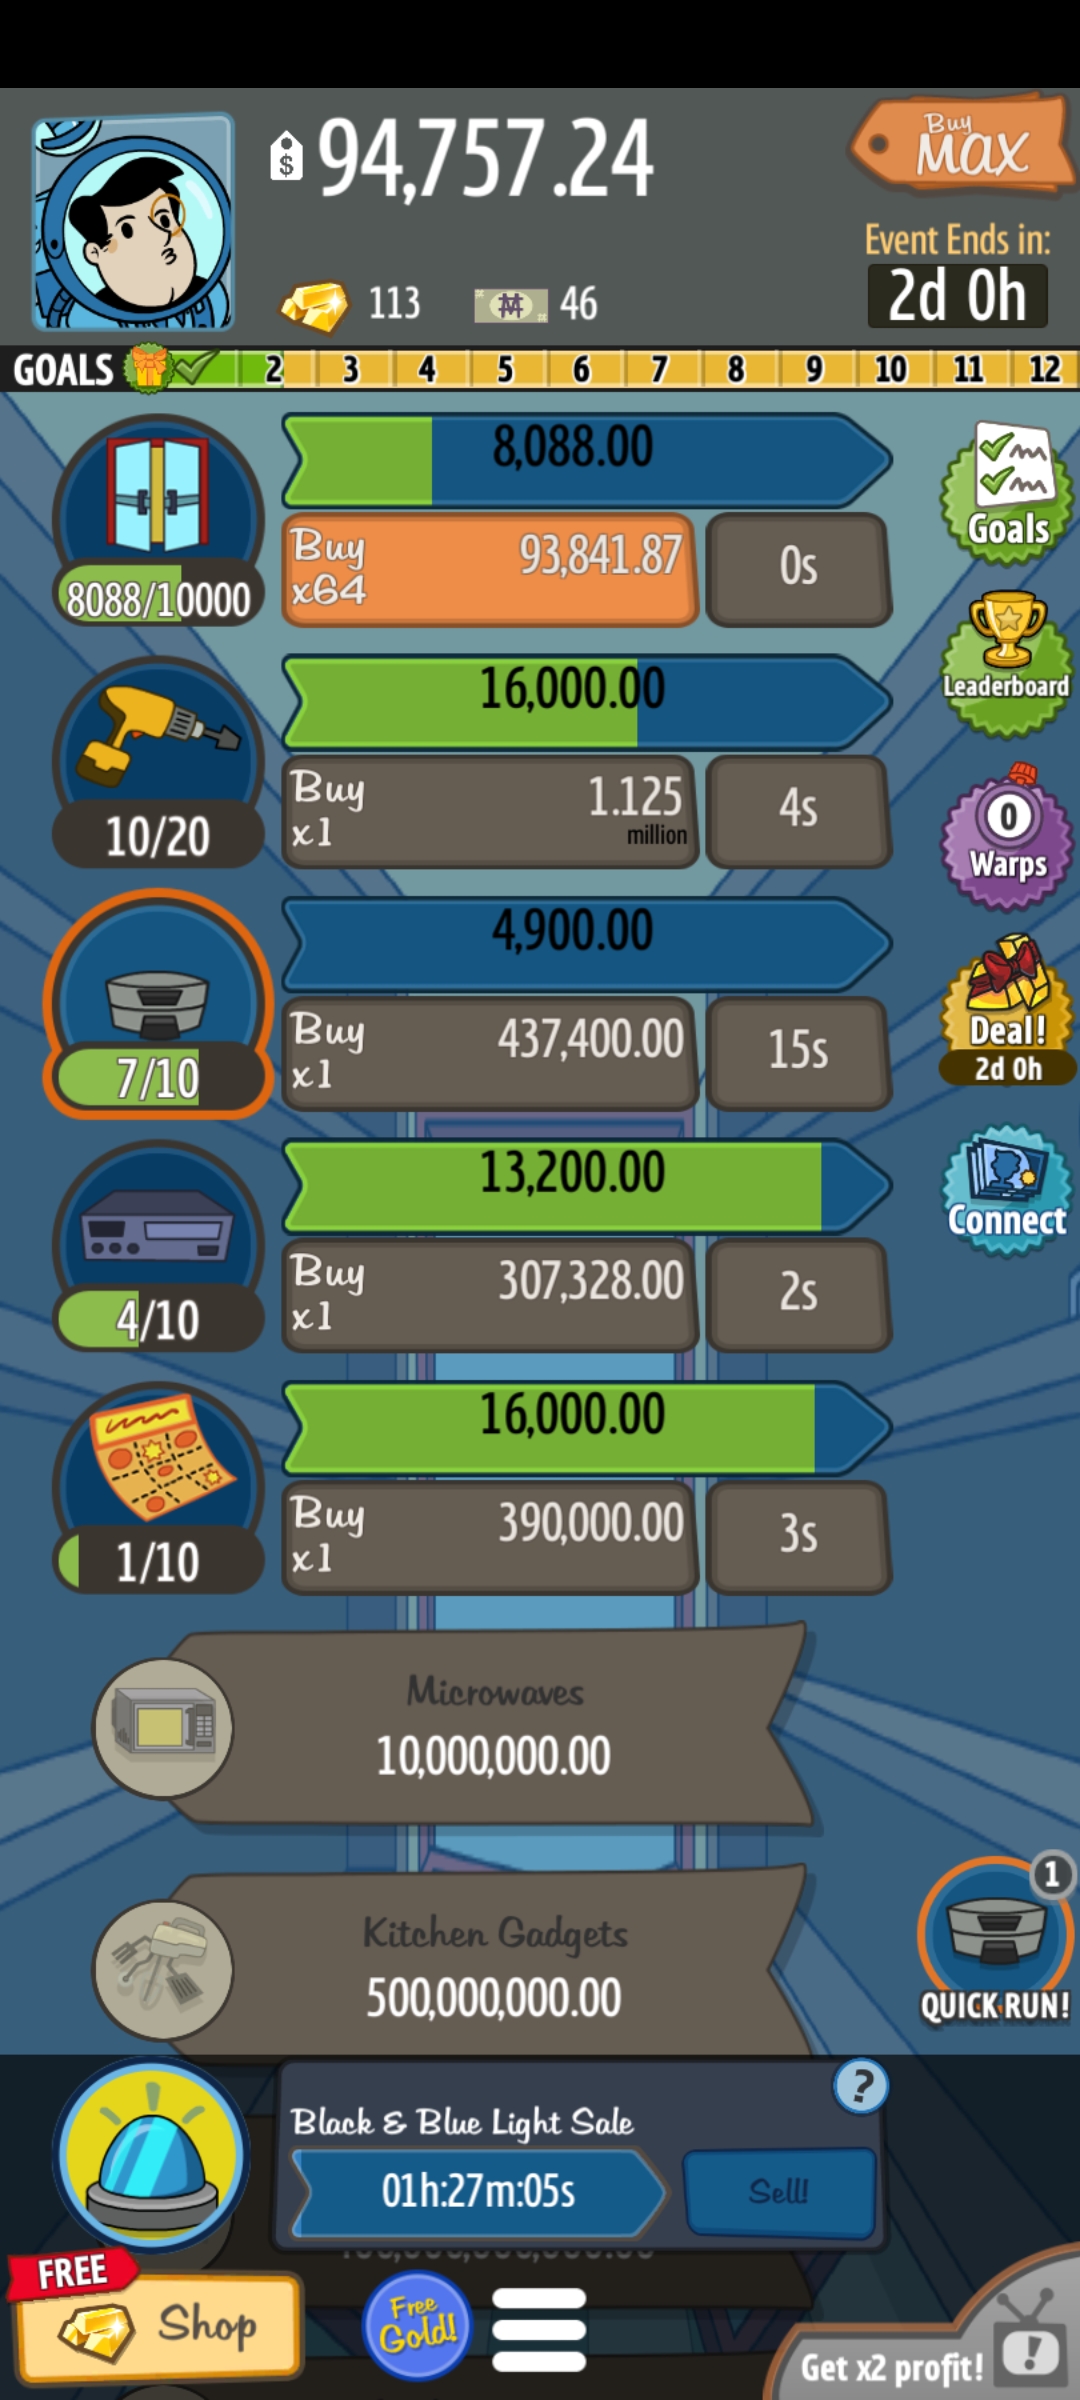 $ 94,757.24
Buy
MAX
113
46
Event Ends in:
2d 0h
GOALS 2 3 4 5 6 7 8 9 10 11 12
8,088.00
Buy
x64
93,841.87
0s
8088/10000
Goals
16,000.00
Buy
x1
1.125
million
4s
10/20
Leaderboard
4,900.00
Buy
x1
437,400.00
15s
7/10
0
Warps
13,200.00
Buy
x1
307,328.00
2s
4/10
Deal!
2d 0h
16,000.00
Buy
x1
390,000.00
3s
1/10
Connect
Microwaves
10,000,000.00
Kitchen Gadgets
500,000,000.00
1
QUICK RUN!
Black & Blue Light Sale
?
01h:27m:05s
Sell!
FREE
Shop
Free
Gold!
Get x2 profit!
!